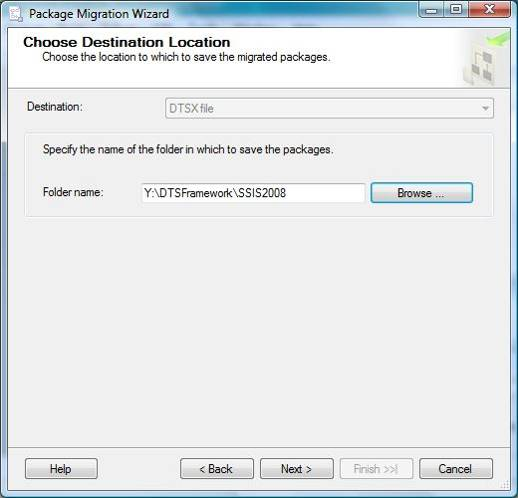 Package Migration Wizard
Choose Destination Location
Choose the location to which to save the migrated packages.
Destination: DTSX file
Specify the name of the folder in which to save the packages.
Folder name: Y:\DTSFramework\SSIS2008 Browse ...
Help < Back Next > Finish >>| Cancel